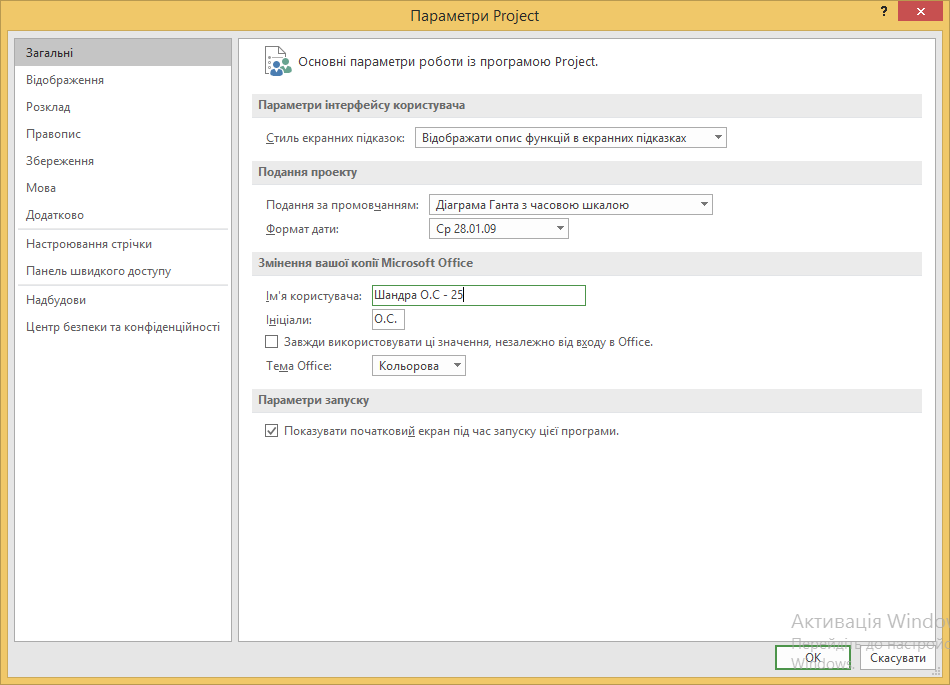 Параметри Project
?
Загальні
Відображення
Розклад
Правопис
Збереження
Мова
Додатково
Настроювання стрічки
Панель швидкого доступу
Надбудови
Центр безпеки та конфіденційності
Основні параметри роботи із програмою Project.
Параметри інтерфейсу користувача
Стиль екранних підказок: Відображати опис функцій в екранних підказках
Подання проекту
Подання за промовчанням: Діаграма Ганта з часовою шкалою
Формат дати: Ср 28.01.09
Змінення вашої копії Microsoft Office
Ім'я користувача: Шандра О.С - 25
Ініціали: О.С.
Завжди використовувати ці значення, незалежно від входу в Office.
Тема Office: Кольорова
Параметри запуску
Показувати початковий екран під час запуску цієї програми.
Активація Windo
Перейдіть до настройо
Windows.
ОК Скасувати